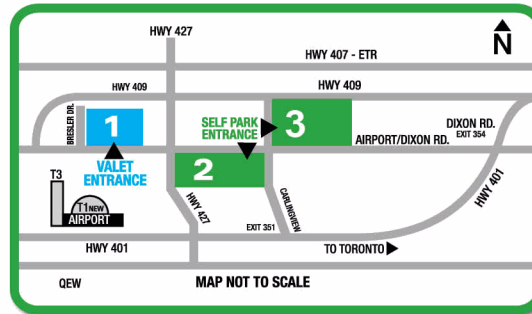 HWY 427
N
HWY 407 - ETR
HWY 409
HWY 409
BRESLER DR.
1
SELF PARK
ENTRANCE
3
DIXON RD.
EXIT 354
AIRPORT/DIXON RD.
VALET
ENTRANCE
2
T3
T1 NEW
AIRPORT
HWY 427
CARLINGVIEW
HWY 401
EXIT 351
HWY 401
TO TORONTO
QEW
MAP NOT TO SCALE